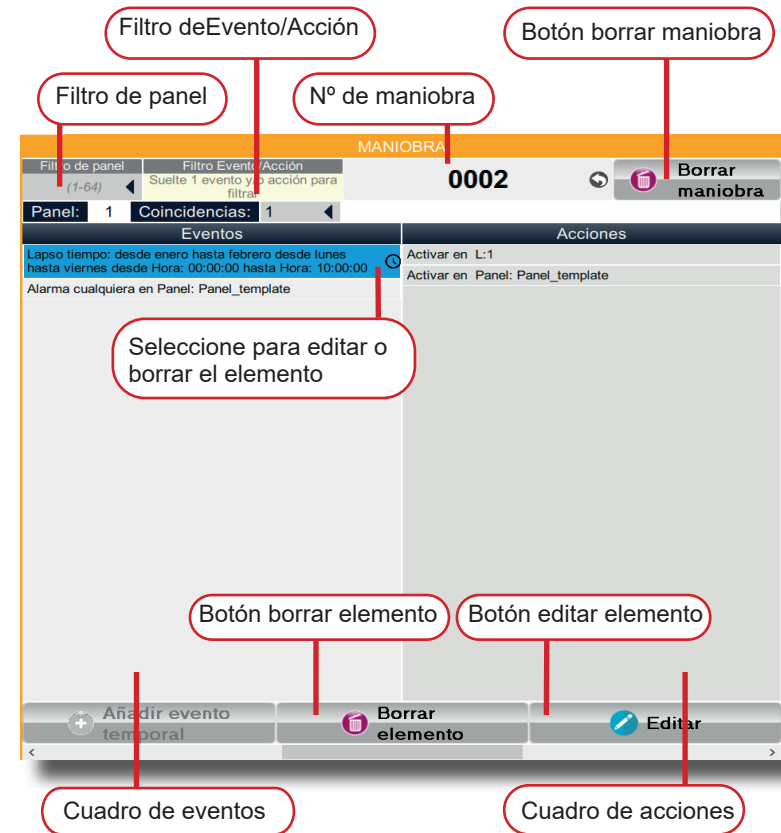 Filtro deEvento/Acción
Botón borrar maniobra
Filtro de panel
Nº de maniobra
MANIOBRA
Filtro de panel
Filtro Evento/Acción
(1-64)
Suelte 1 evento y/o acción para
filtrar
0002
Borrar
maniobra
Panel: 1 Coincidencias: 1
Eventos
Acciones
Lapso tiempo: desde enero hasta febrero desde lunes
hasta viernes desde Hora: 00:00:00 hasta Hora: 10:00:00
Activar en L:1
Alarma cualquiera en Panel: Panel_template
Activar en Panel: Panel_template
Seleccione para editar o
borrar el elemento
Botón borrar elemento
Botón editar elemento
Añadir evento
temporal
Borrar
elemento
Editar
Cuadro de eventos
Cuadro de acciones